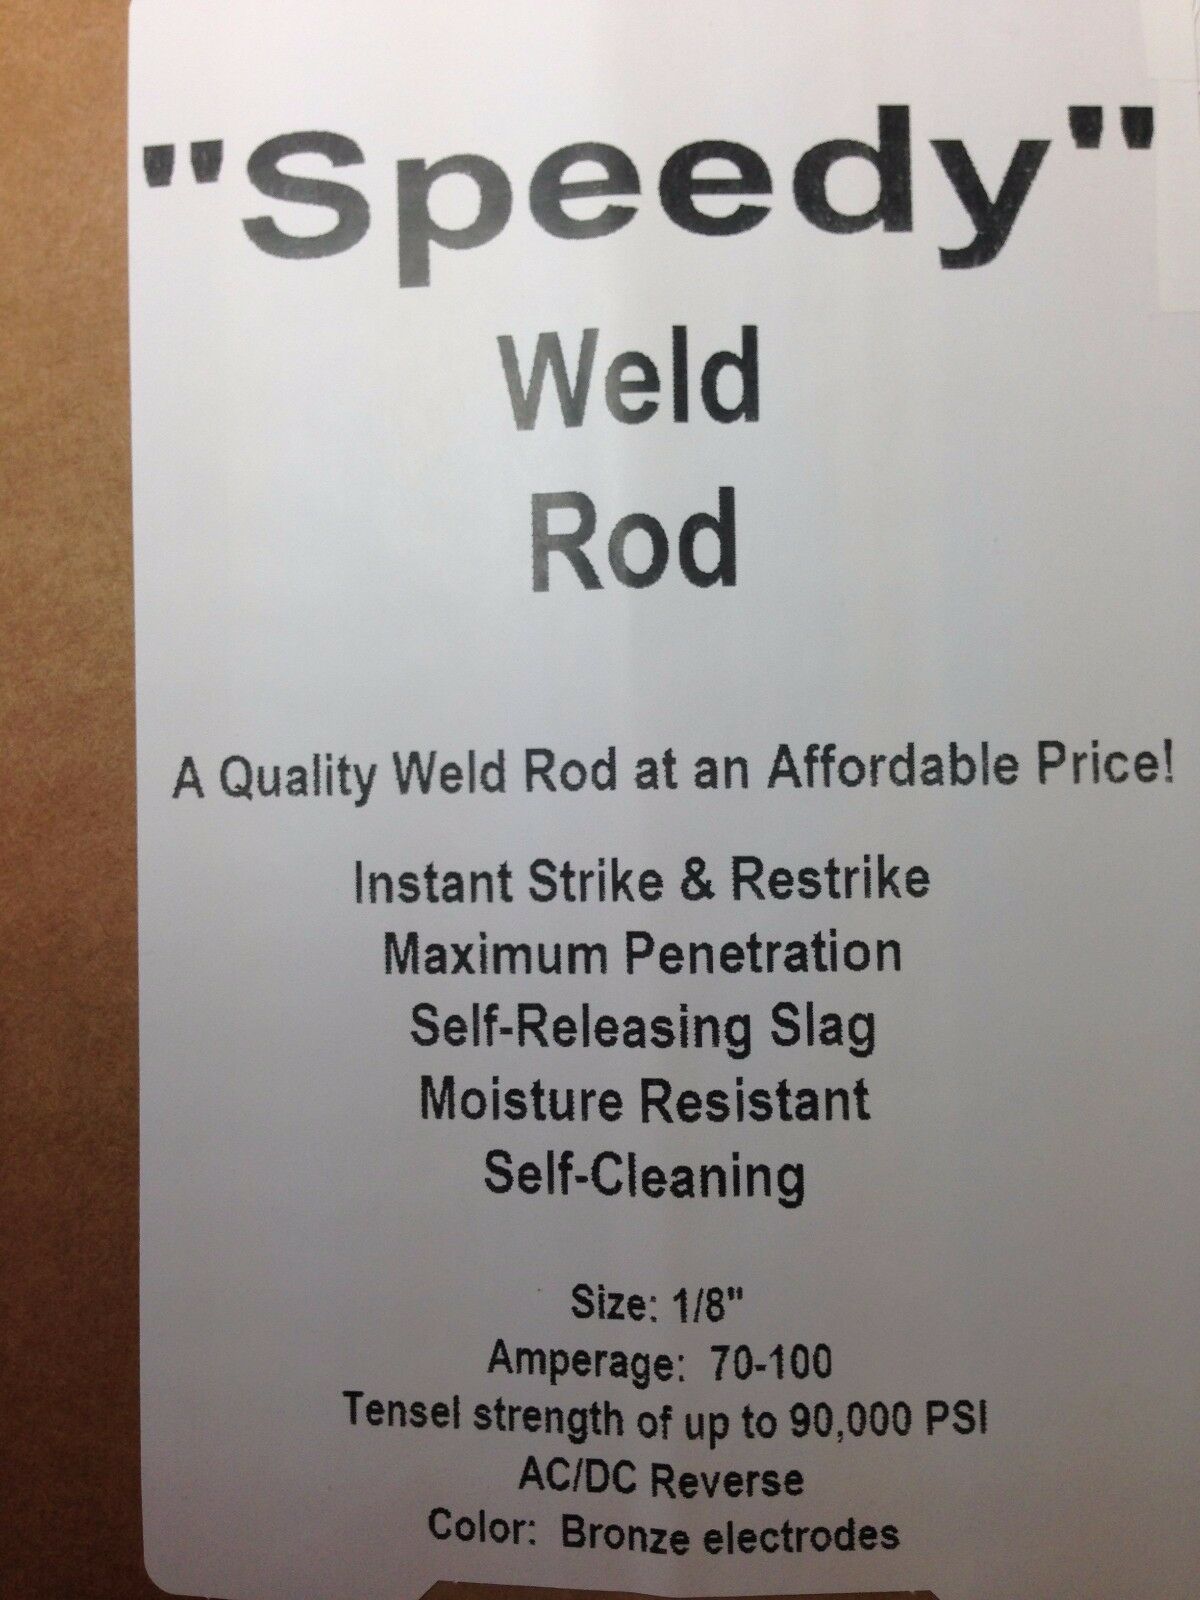 "Speedy"
Weld
Rod
A Quality Weld Rod at an Affordable Price!
Instant Strike & Restrike
Maximum Penetration
Self-Releasing Slag
Moisture Resistant
Self-Cleaning
Size: 1/8"
Amperage: 70-100
Tensel strength of up to 90,000 PSI
AC/DC Reverse
Color: Bronze electrodes